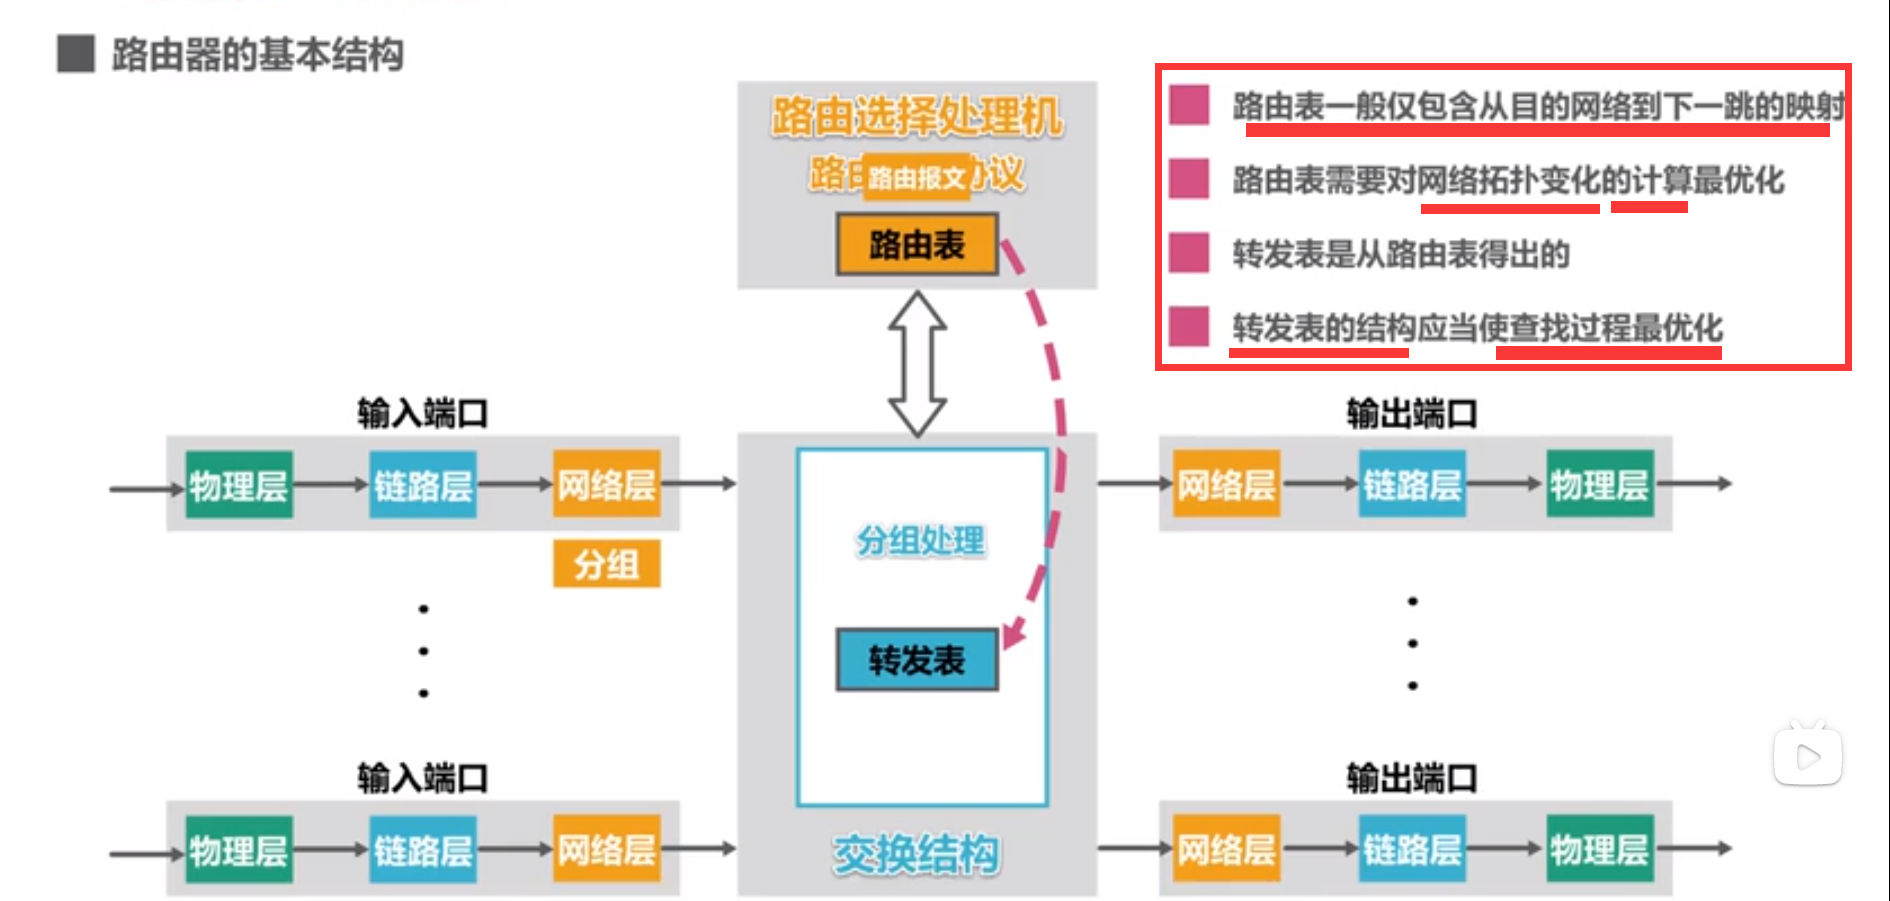 路由器的基本结构
路由选择处理机
路由报文
议
路由表
路由表一般仅包含从目的网络到下一跳的映射
路由表需要对网络拓扑变化的计算最优化
转发表是从路由表得出的
转发表的结构应当使查找过程最优化
输入端口
物理层
链路层
网络层
分组
分组处理
转发表
交换结构
输出端口
网络层
链路层
物理层
输入端口
物理层
链路层
网络层
输出端口
网络层
链路层
物理层